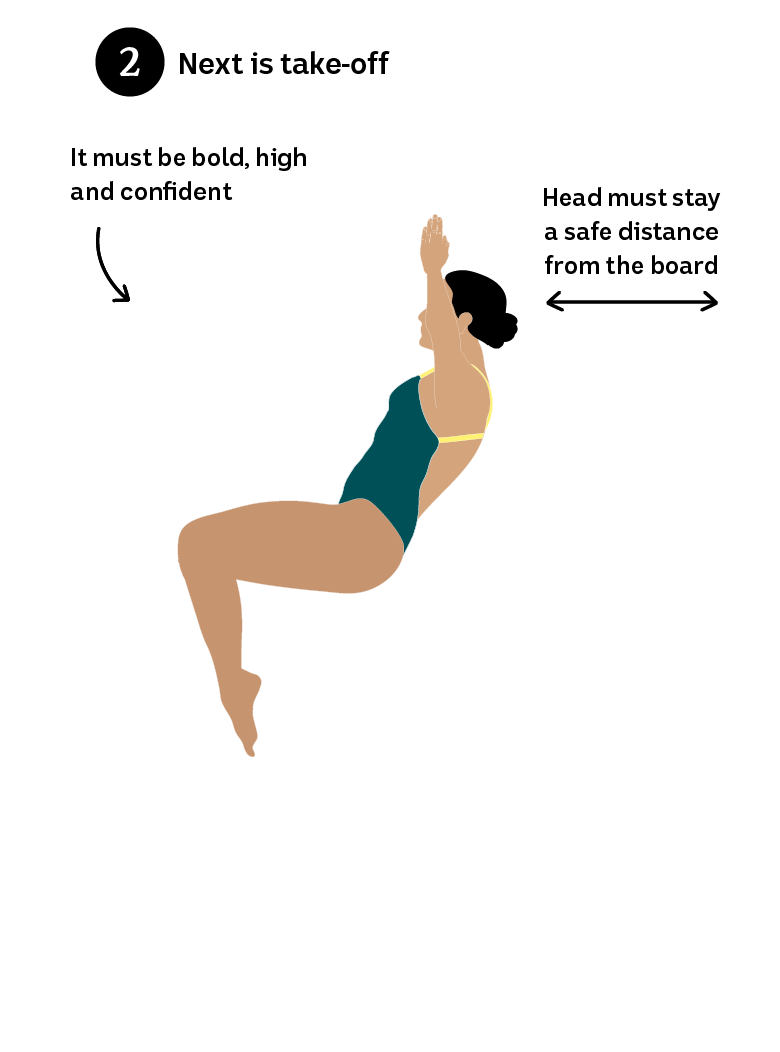 2 Next is take-off
It must be bold, high
and confident
Head must stay
a safe distance
from the board